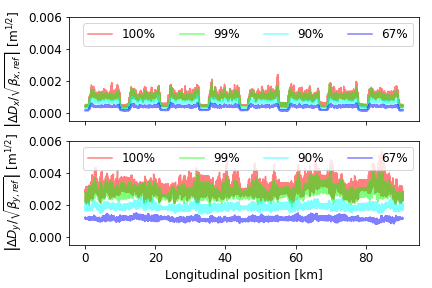 0.006
0.004
0.002
0.000
|ΔD_x/√β_{x,ref}| [m^{1/2}]
100% 99% 90% 67%
0.006
0.004
0.002
0.000
|ΔD_y/√β_{y,ref}| [m^{1/2}]
100% 99% 90% 67%
0 20 40 60 80
Longitudinal position [km]